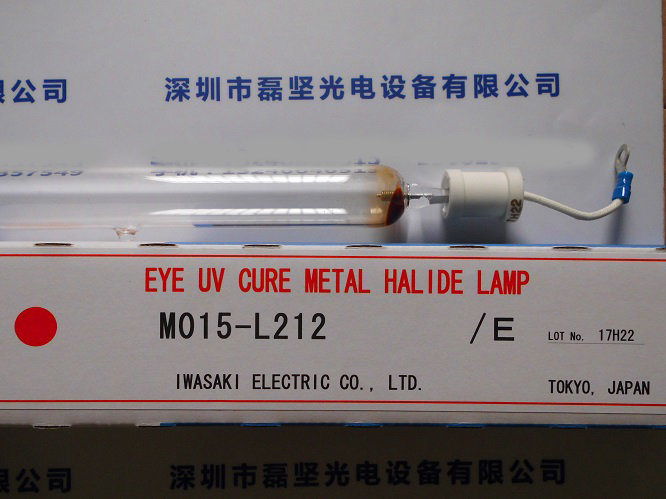 限公司 深圳市磊坚光电设备有限公司
857549
H22
EYE UV CURE METAL HALIDE LAMP
M015-L212 /E LOT No. 17H22
IWASAKI ELECTRIC CO., LTD. TOKYO, JAPAN
限公司 深圳市磊坚光电设备有限公司